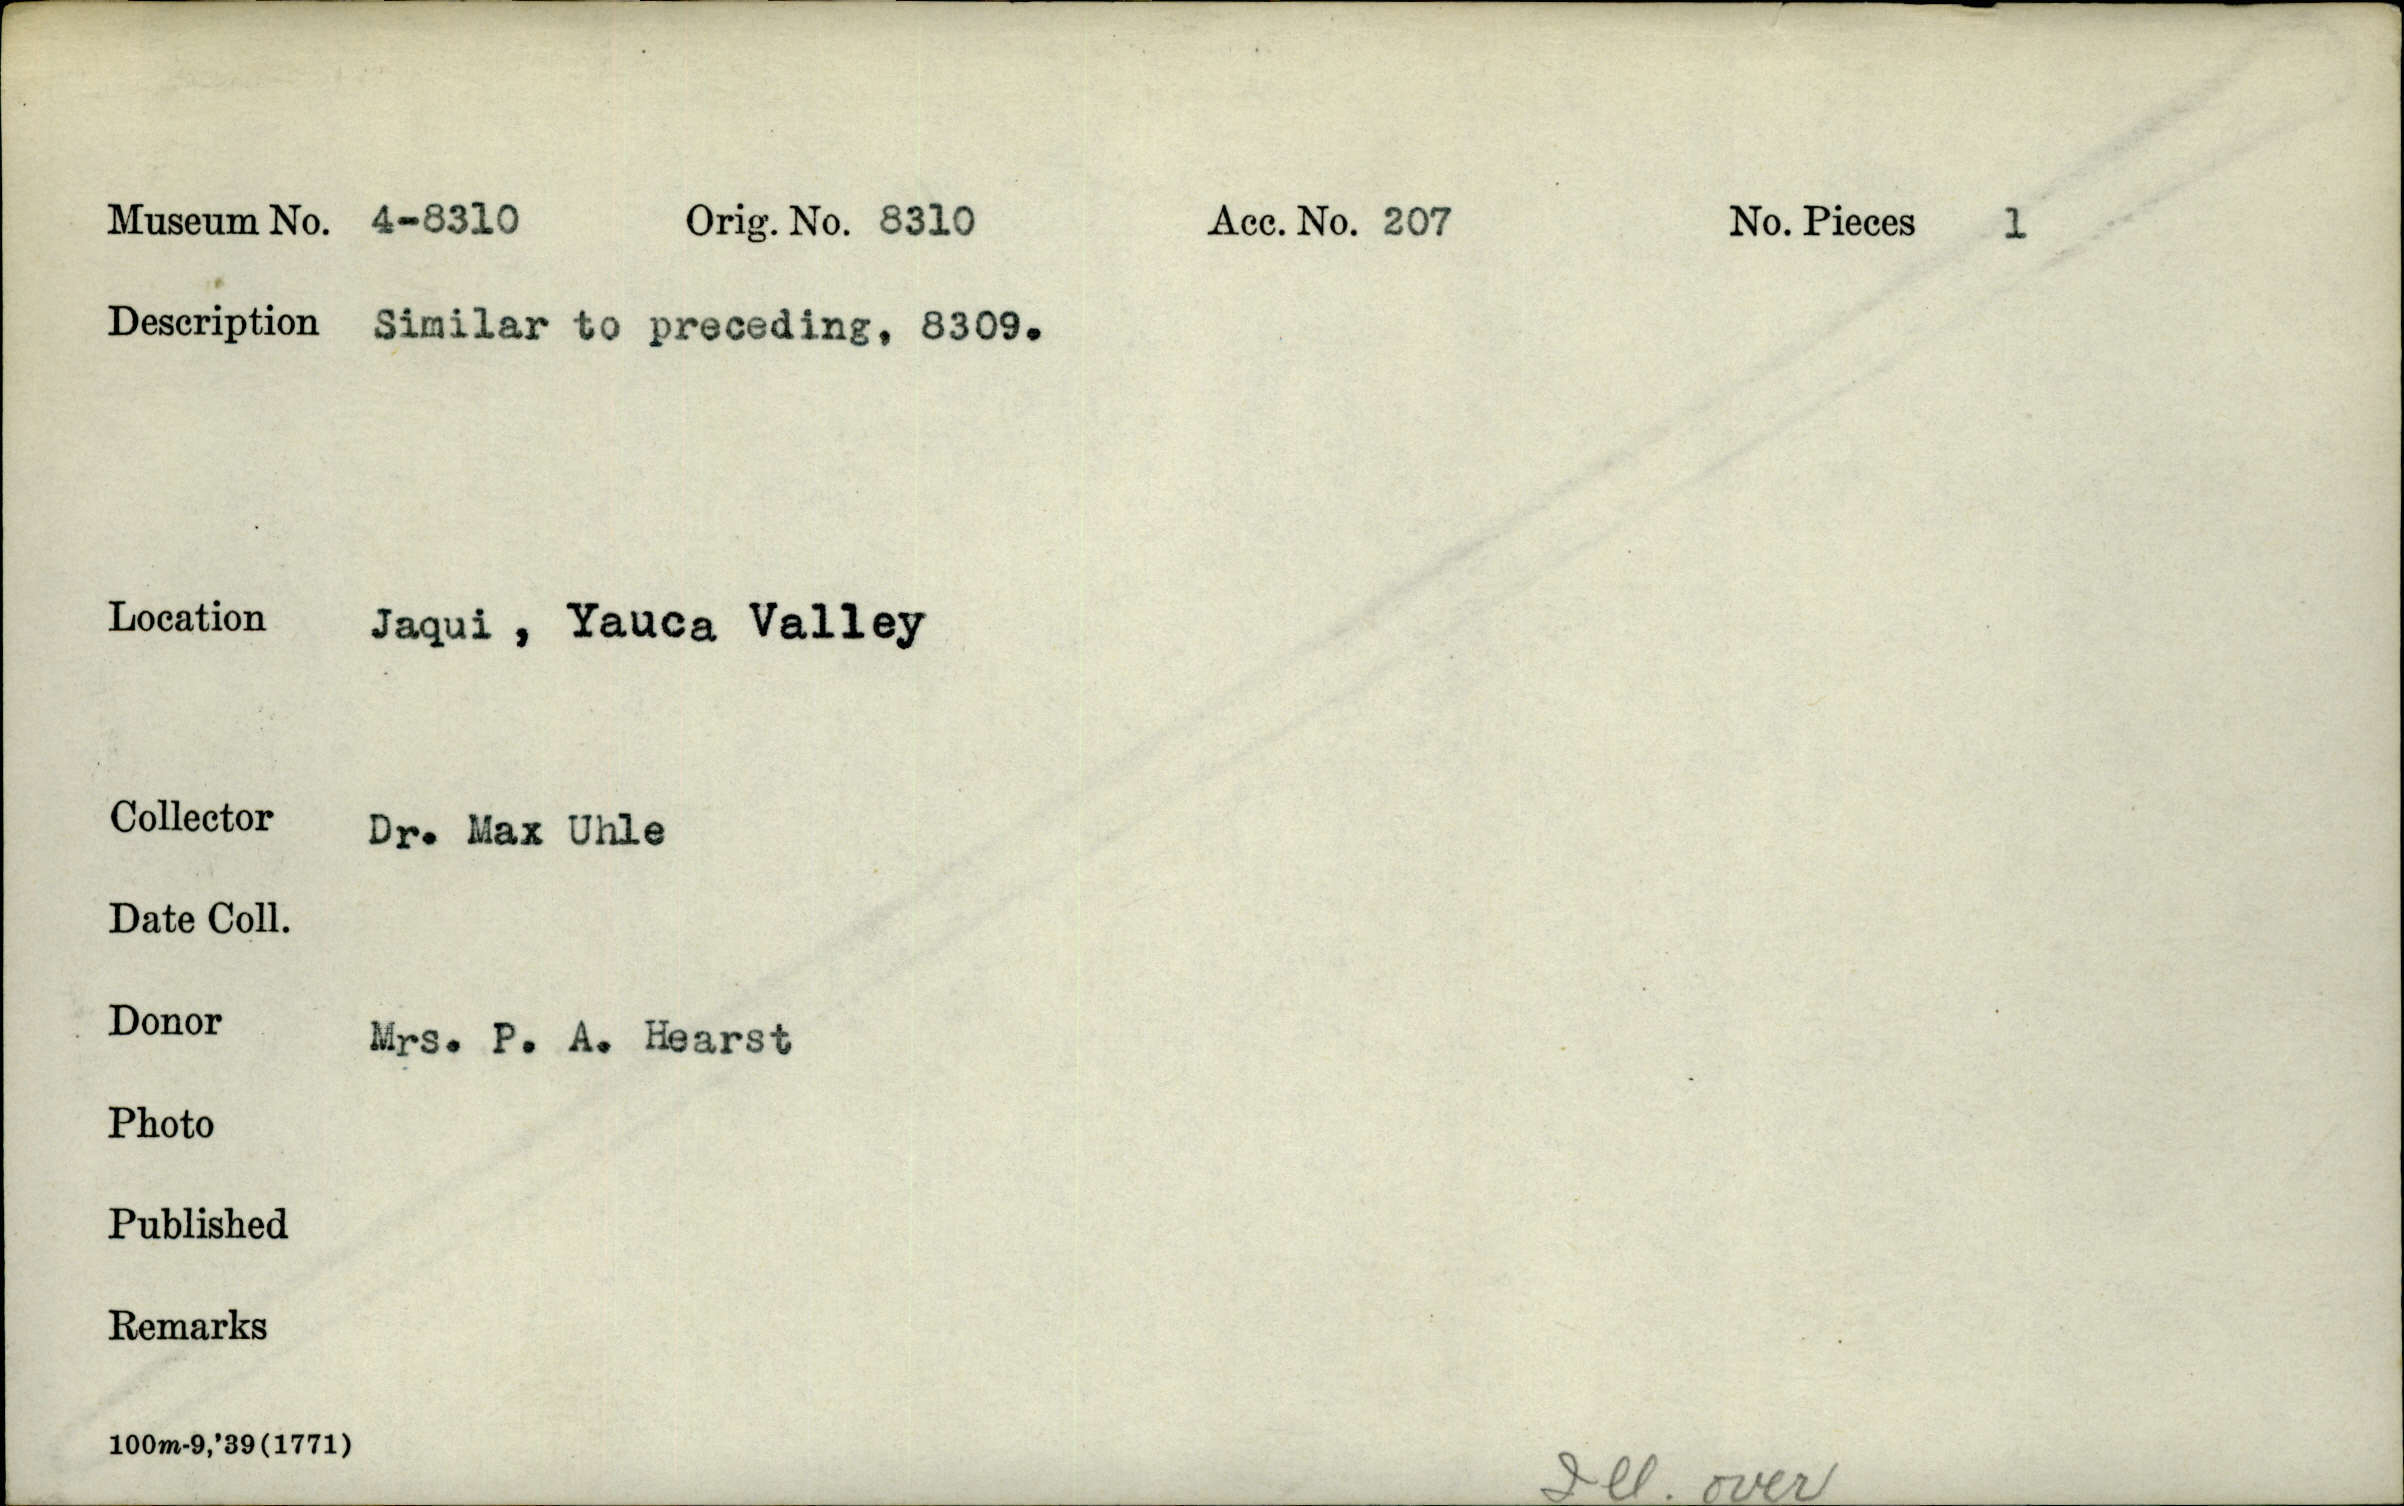 Museum No. 4-8310 Orig. No. 8310 Acc. No. 207 No. Pieces 1
Description Similar to preceding, 8309.
Location Jaqui , Yauca Valley
Collector Dr. Max Uhle
Date Coll.
Donor Mrs. P. A. Hearst
Photo
Published
Remarks
100m-9,'39(1771)
Ill. over